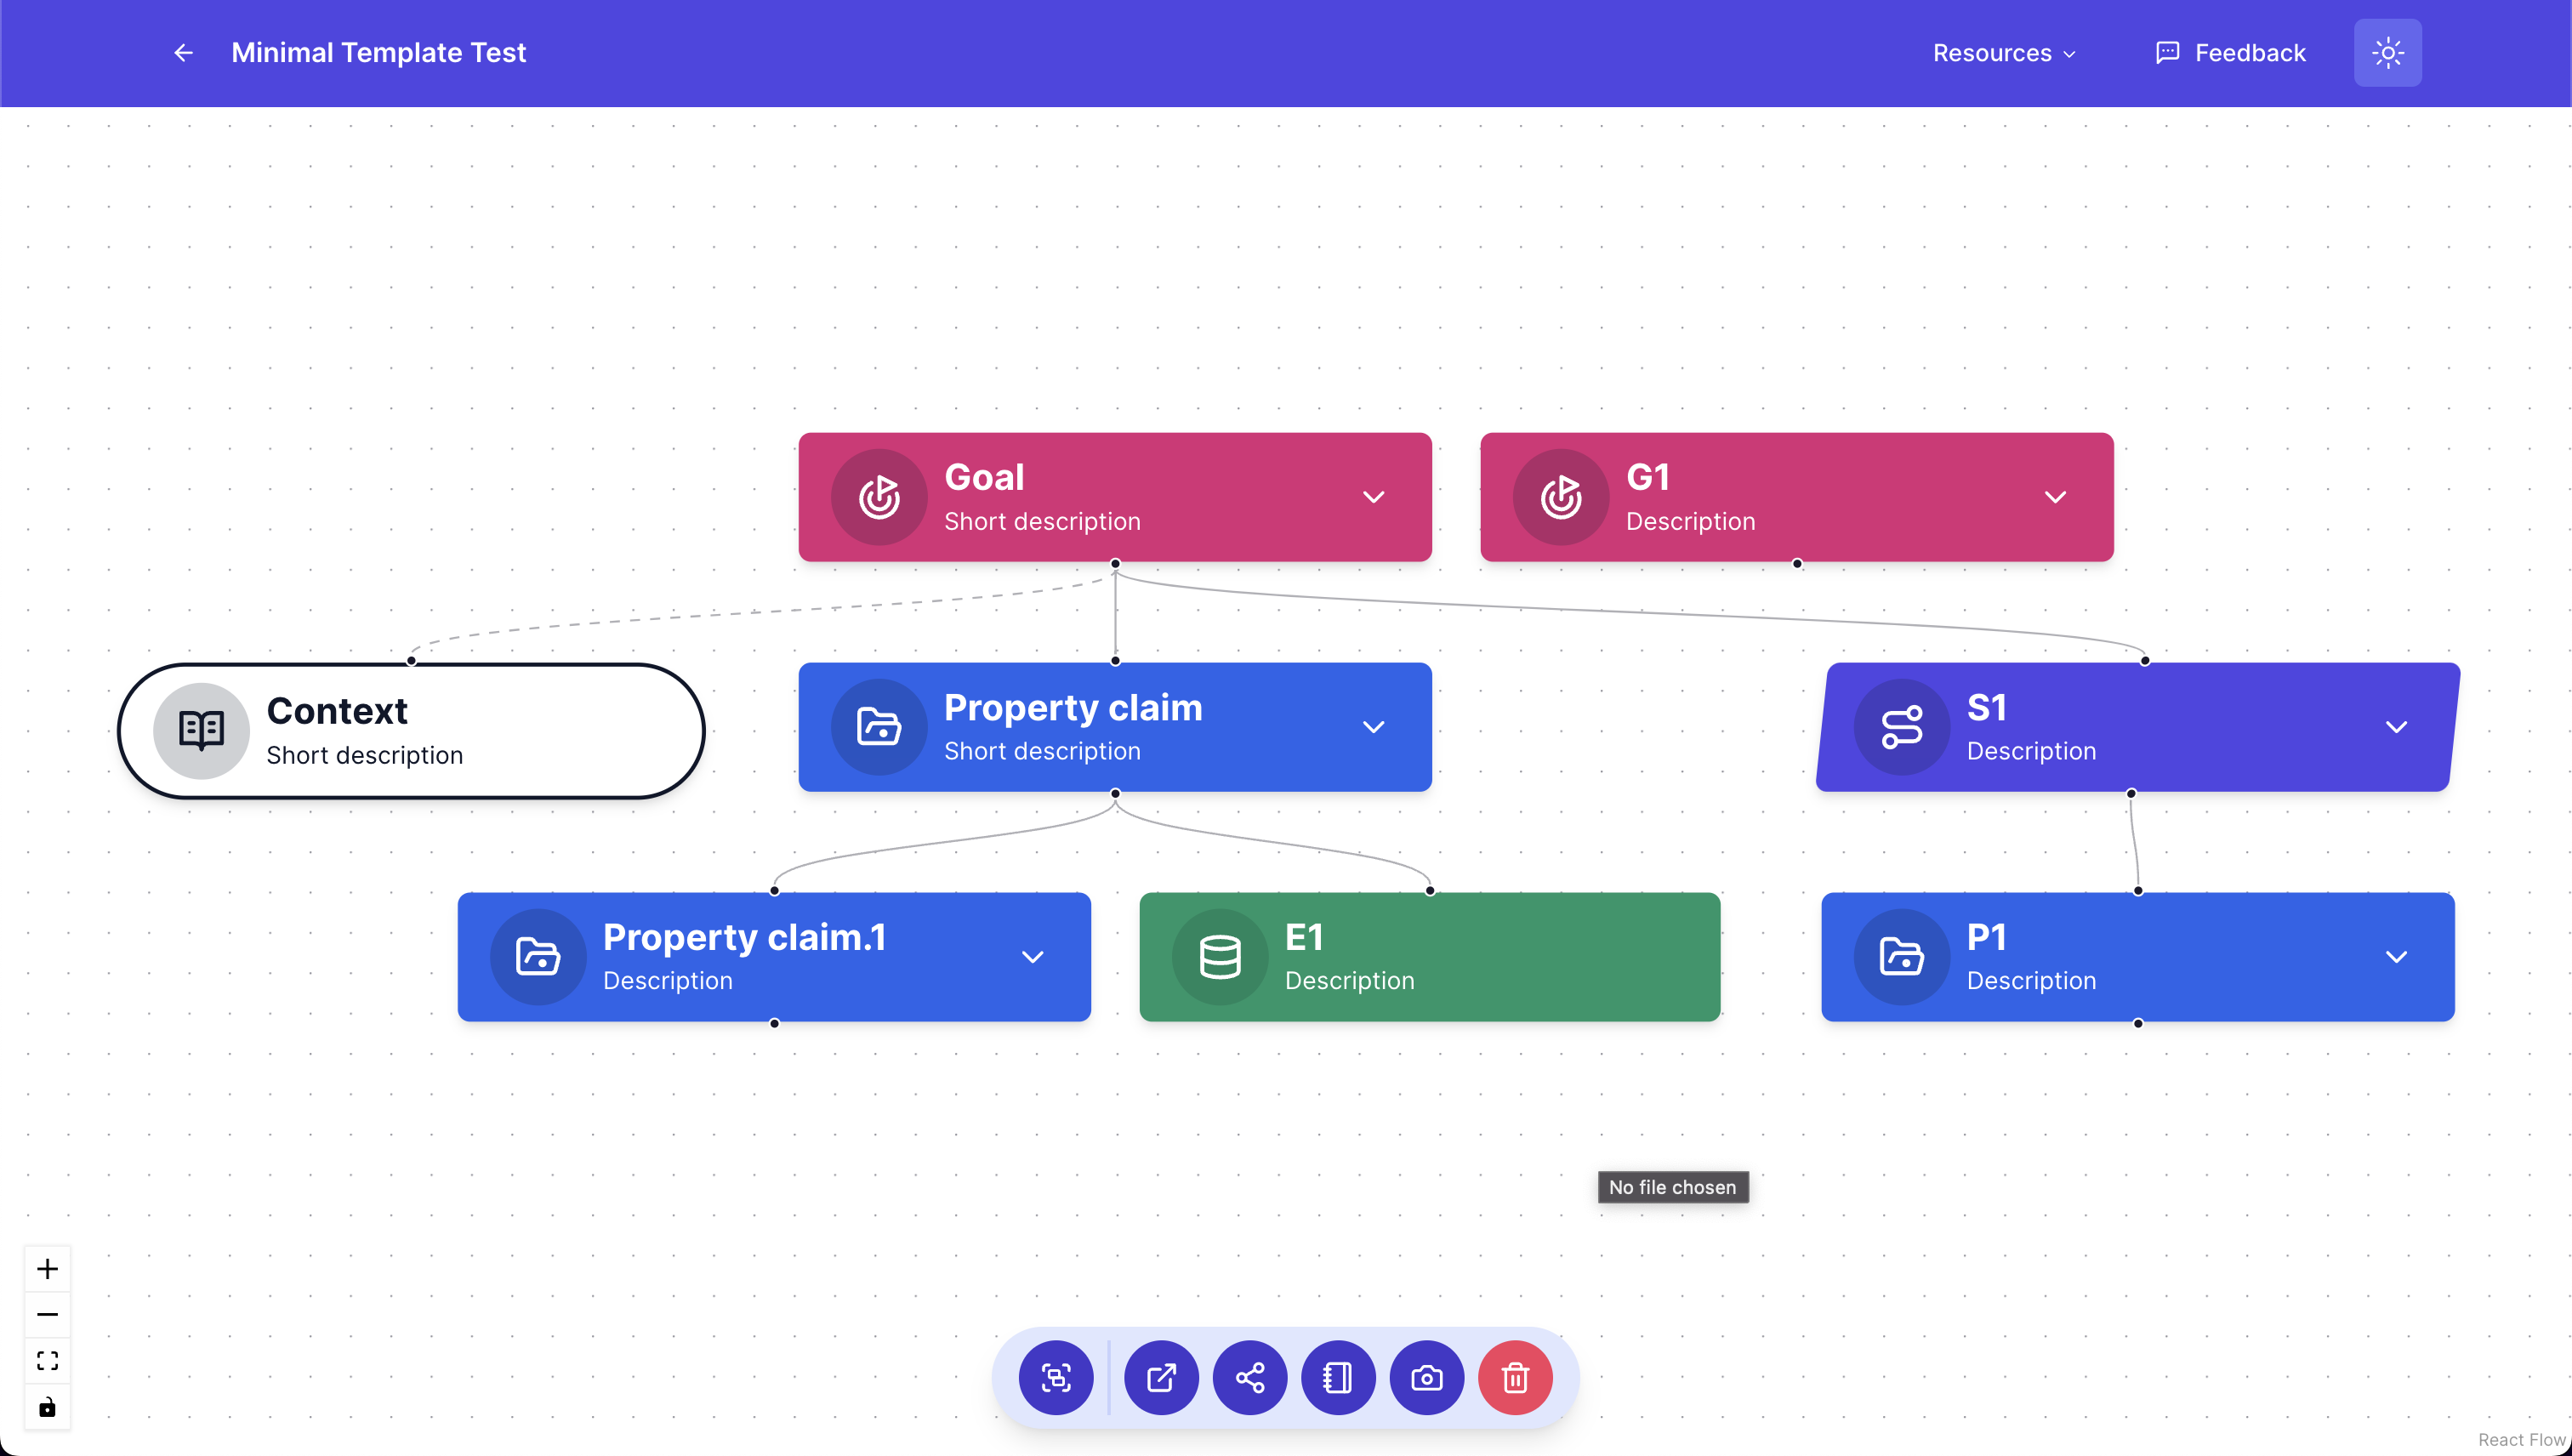 Minimal Template Test
Resources
Feedback
Goal
Short description
G1
Description
Context
Short description
Property claim
Short description
S1
Description
Property claim.1
Description
E1
Description
P1
Description
No file chosen
React Flow